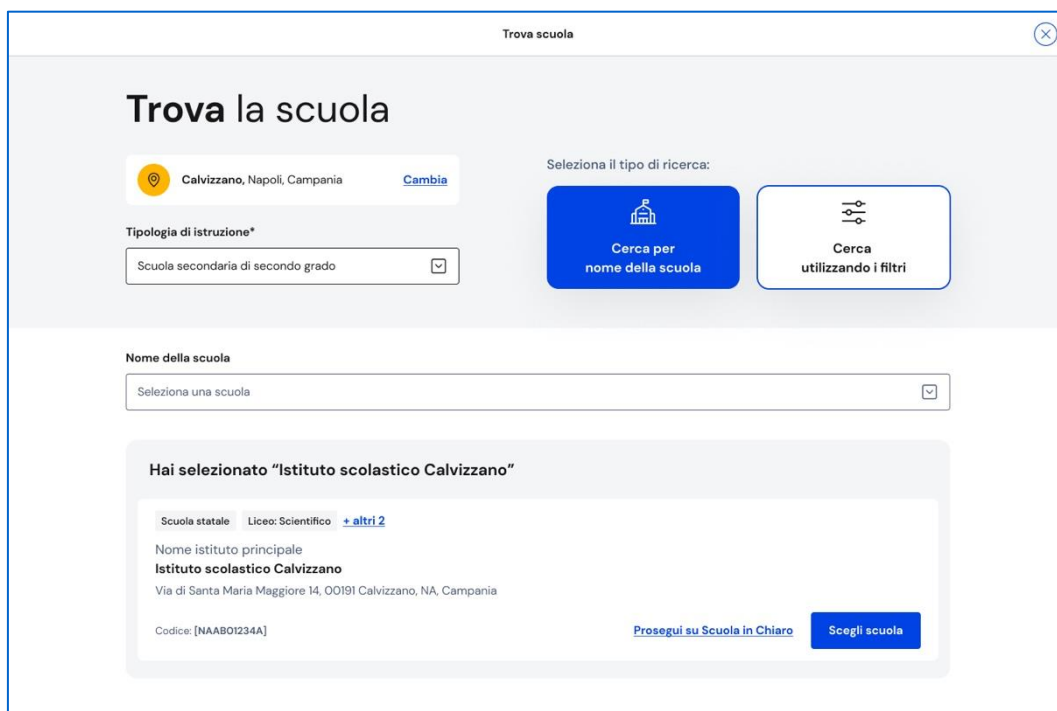 Trova scuola
Trova la scuola
Calvizzano, Napoli, Campania
Cambia
Tipologia di istruzione*
Scuola secondaria di secondo grado
Seleziona il tipo di ricerca:
Cerca per
nome della scuola
Cerca
utilizzando i filtri
Nome della scuola
Seleziona una scuola
Hai selezionato “Istituto scolastico Calvizzano”
Scuola statale
Liceo: Scientifico
+ altri 2
Nome istituto principale
Istituto scolastico Calvizzano
Via di Santa Maria Maggiore 14, 00191 Calvizzano, NA, Campania
Codice: [NAAB01234A]
Prosegui su Scuola in Chiaro
Scegli scuola